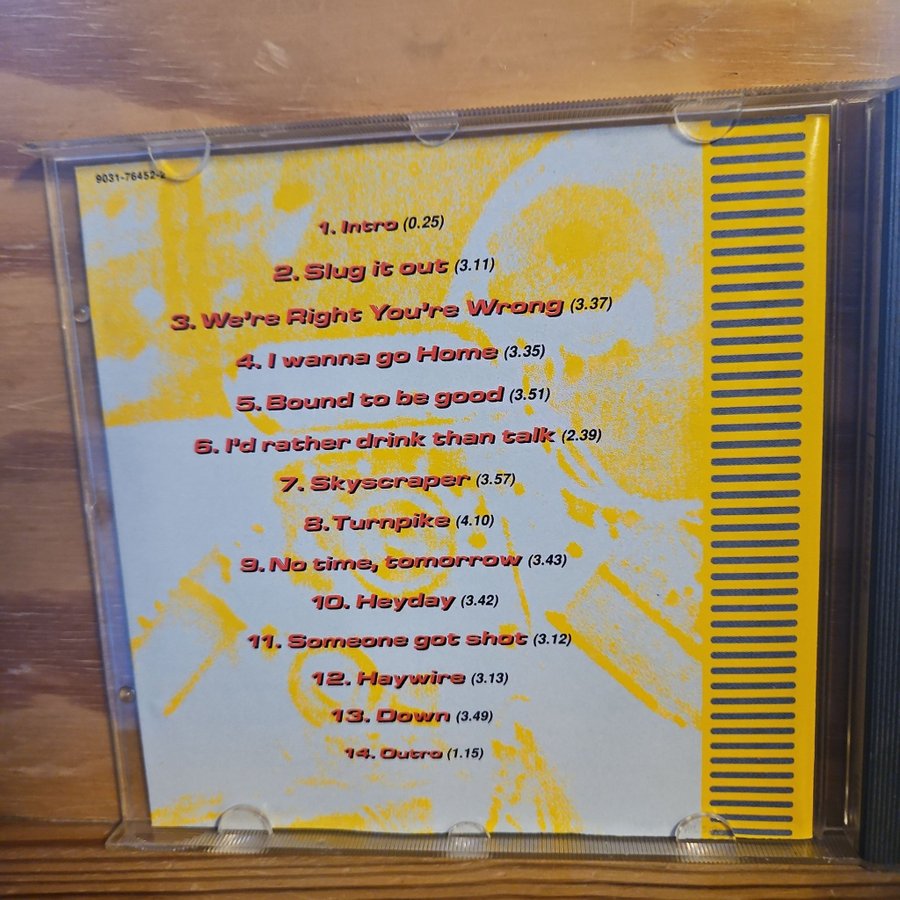 9031-76452-2
1. Intro (0.25)
2. Slug it out (3.11)
3. We're Right You're Wrong (3.37)
4. I wanna go Home (3.35)
5. Bound to be good (3.51)
6. I'd rather drink than talk (2.39)
7. Skyscraper (3.57)
8. Turnpike (4.10)
9. No time, tomorrow (3.43)
10. Heyday (3.42)
11. Someone got shot (3.12)
12. Haywire (3.13)
13. Down (3.49)
14. Outro (1.15)